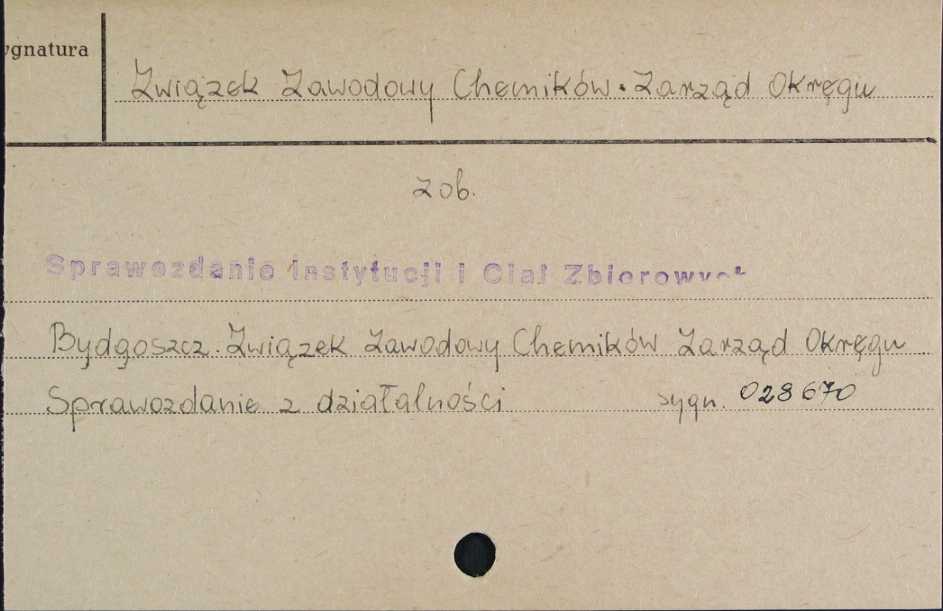 ygnatura
Związek Zawodowy Chemików. Zarząd Okręgu
zob.
Sprawozdanie Instytucji i Ciał Zbiorowych
Bydgoszcz. Związek Zawodowy Chemików Zarząd Okręgu
Sprawozdanie z działalności sygn. 028670